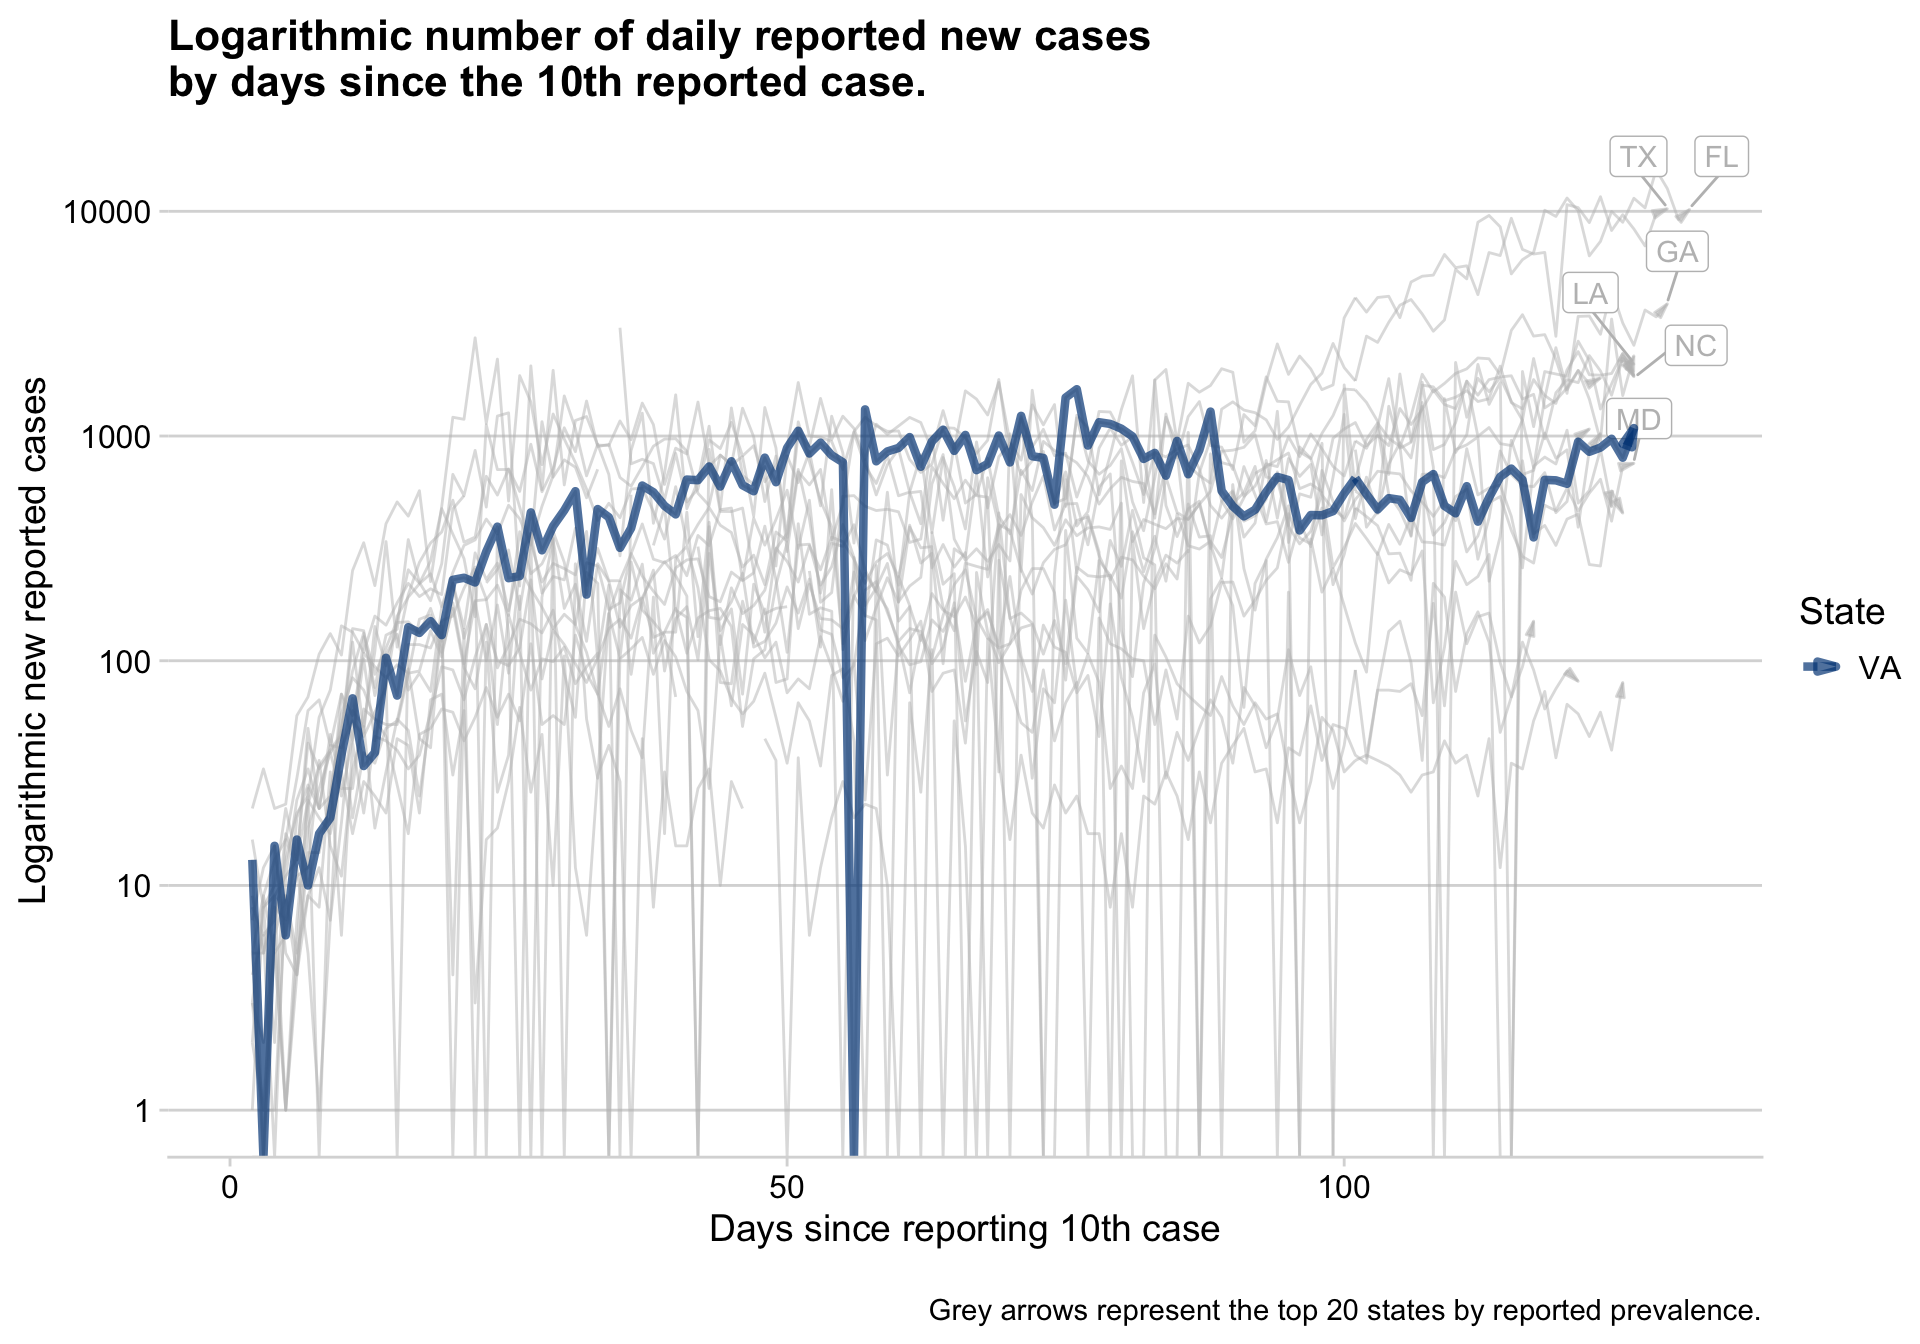 Logarithmic number of daily reported new cases
by days since the 10th reported case.
TX
FL
10000
GA
LA
NC
MD
1000
Logarithmic new reported cases
State
VA
100
10
1
0
50
100
Days since reporting 10th case
Grey arrows represent the top 20 states by reported prevalence.